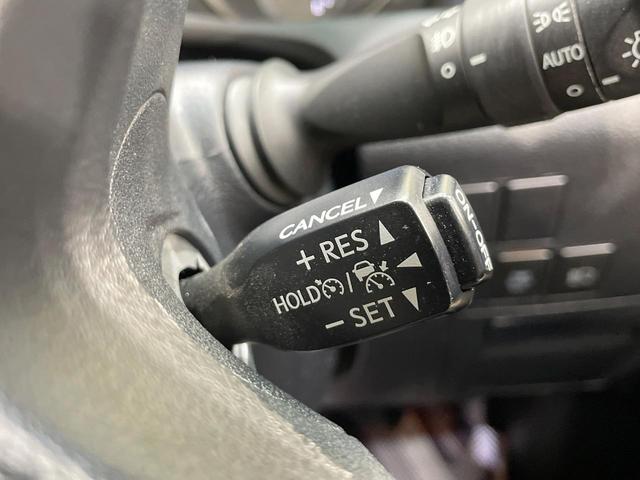 AUTO
CANCEL
ON-OFF
+ RES
HOLD /
- SET